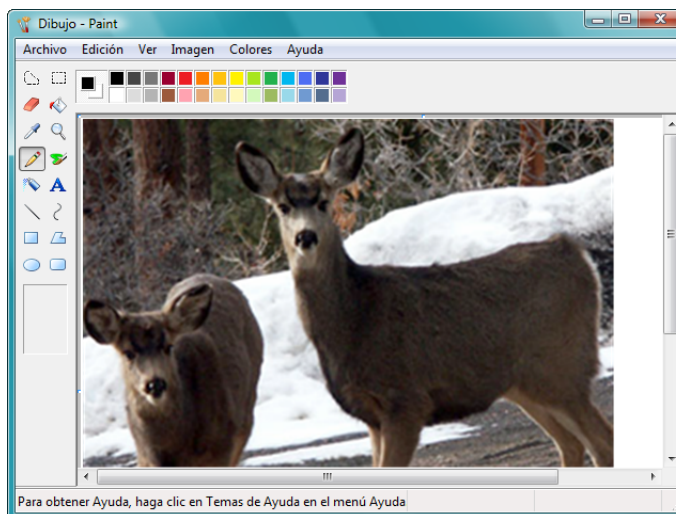 Dibujo - Paint
Archivo Edición Ver Imagen Colores Ayuda
A
Para obtener Ayuda, haga clic en Temas de Ayuda en el menú Ayuda